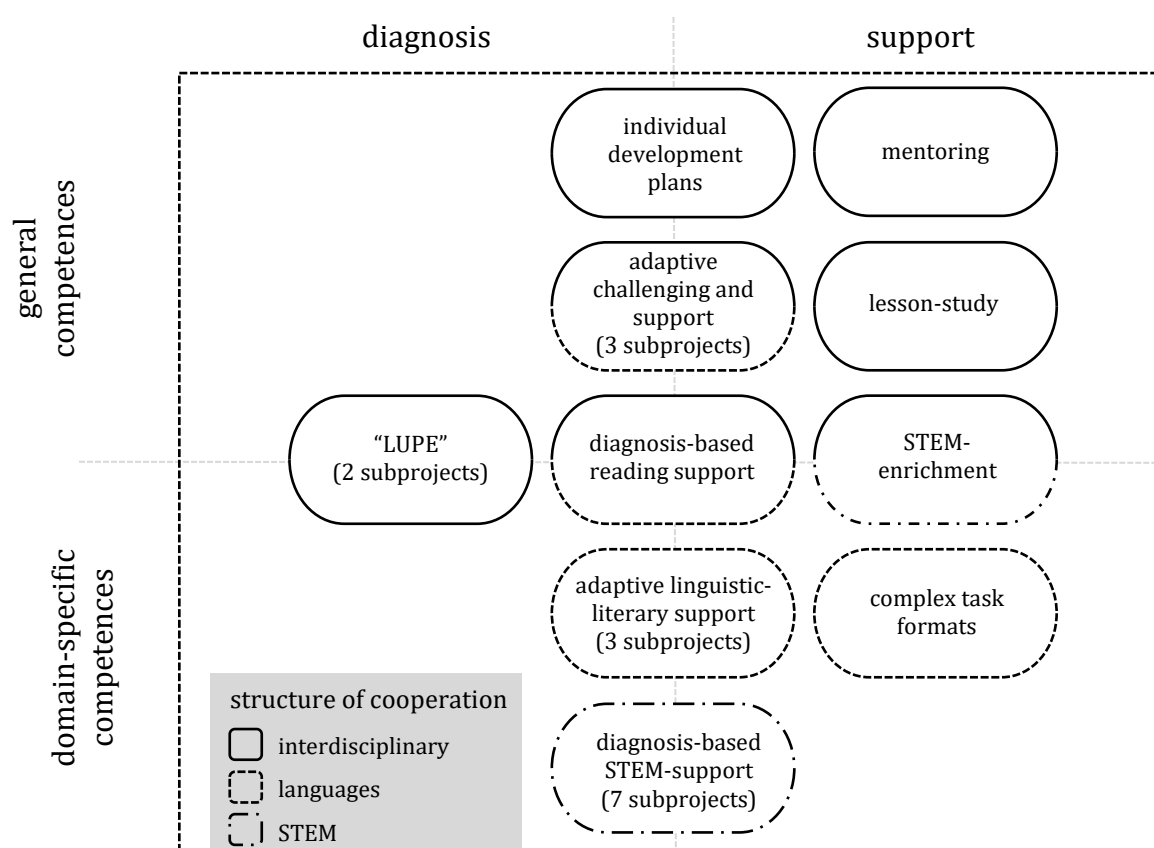 diagnosis
support
general
competences
domain-specific
competences
individual
development
plans
mentoring
adaptive
challenging and
support
(3 subprojects)
lesson-study
“LUPE”
(2 subprojects)
diagnosis-based
reading support
STEM-
enrichment
adaptive linguistic-
literary support
(3 subprojects)
complex task
formats
diagnosis-based
STEM-support
(7 subprojects)
structure of cooperation
interdisciplinary
languages
STEM